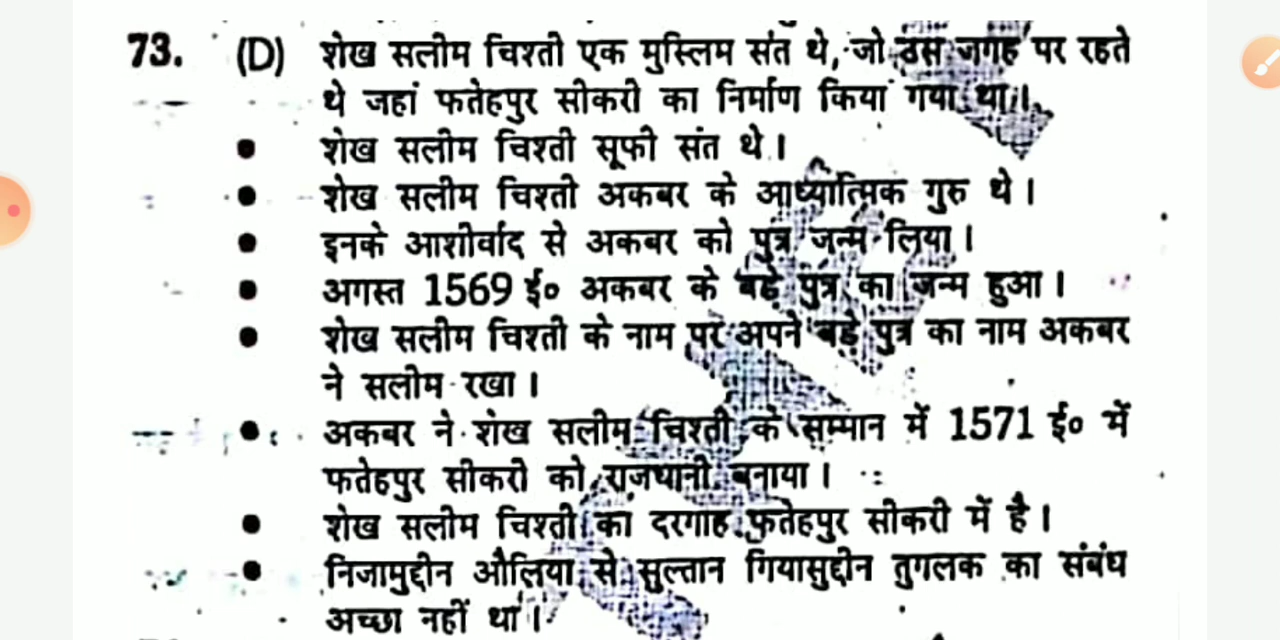 73. (D) शेख सलीम चिश्ती एक मुस्लिम संत थे, जो उस जगह पर रहते
थे जहां फतेहपुर सीकरी का निर्माण किया गया था।
• शेख सलीम चिश्ती सूफी संत थे।
• शेख सलीम चिश्ती अकबर के आध्यात्मिक गुरु थे।
• इनके आशीर्वाद से अकबर को पुत्र जन्म लिया।
• अगस्त 1569 ई० अकबर के बड़े पुत्र का जन्म हुआ।
• शेख सलीम चिश्ती के नाम पर अपने बड़े पुत्र का नाम अकबर
ने सलीम रखा।
• अकबर ने शेख सलीम चिश्ती के सम्मान में 1571 ई० में
फतेहपुर सीकरी को राजधानी बनाया।
• शेख सलीम चिश्ती का दरगाह फतेहपुर सीकरी में है।
• निजामुद्दीन औलिया से सुल्तान गियासुद्दीन तुगलक का संबंध
अच्छा नहीं था।